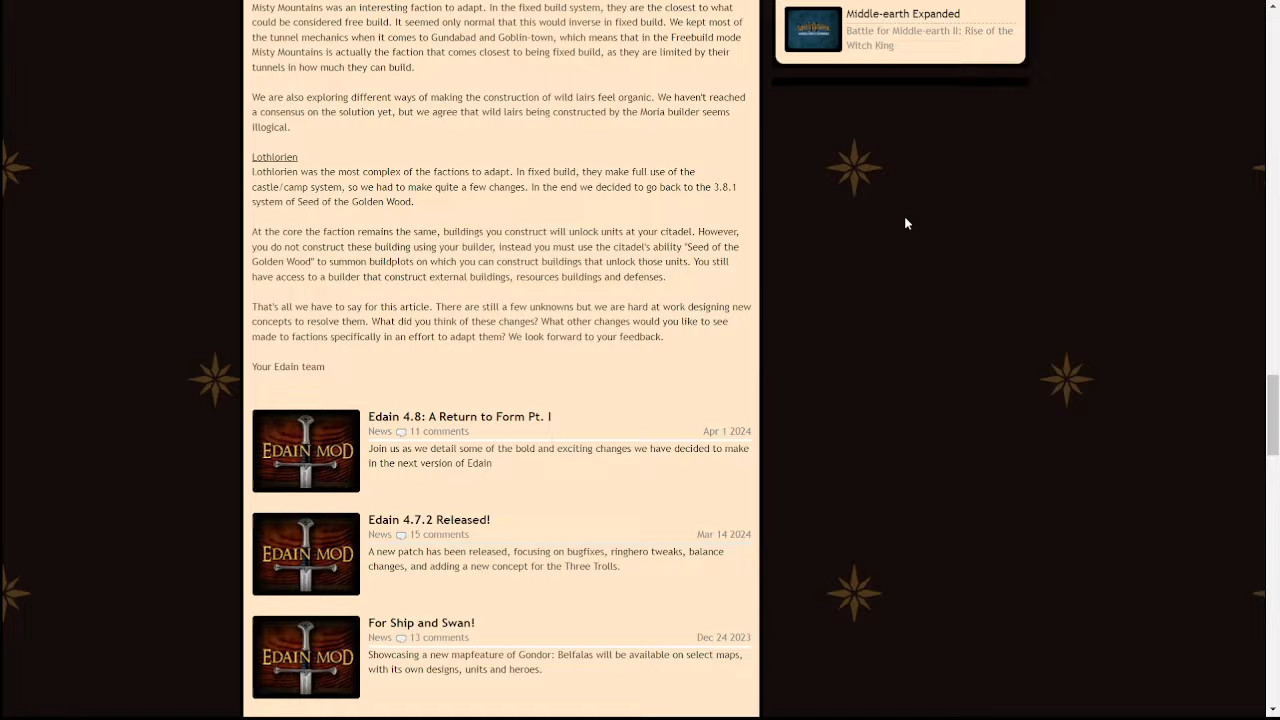 Misty Mountains was an interesting faction to adapt. In the fixed build system, they are the closest to what
could be considered free build. It seemed only normal that this would inverse in fixed build. We kept most of
the tunnel mechanics when it comes to Gundabad and Goblin-town, which means that in the Freebuild mode
Misty Mountains is actually the faction that comes closest to being fixed build, as they are limited by their
tunnels in how much they can build.
We are also exploring different ways of making the construction of wild lairs feel organic. We haven't reached
a consensus on the solution yet, but we agree that wild lairs being constructed by the Moria builder seems
illogical.
Lothlorien
Lothlorien was the most complex of the factions to adapt. In fixed build, they make full use of the
castle/camp system, so we had to make quite a few changes. In the end we decided to go back to the 3.8.1
system of Seed of the Golden Wood.
At the core the faction remains the same, buildings you construct will unlock units at your citadel. However,
you do not construct these building using your builder, instead you must use the citadel's ability "Seed of the
Golden Wood" to summon buildplots on which you can construct buildings that unlock those units. You still
have access to a builder that construct external buildings, resources buildings and defenses.
That's all we have to say for this article. There are still a few unknowns but we are hard at work designing new
concepts to resolve them. What did you think of these changes? What other changes would you like to see
made to factions specifically in an effort to adapt them? We look forward to your feedback.
Your Edain team
EDAIN MOD
Edain 4.8: A Return to Form Pt. I
News 11 comments Apr 1 2024
Join us as we detail some of the bold and exciting changes we have decided to make
in the next version of Edain
EDAIN MOD
Edain 4.7.2 Released!
News 15 comments Mar 14 2024
A new patch has been released, focusing on bugfixes, ringhero tweaks, balance
changes, and adding a new concept for the Three Trolls.
EDAIN MOD
For Ship and Swan!
News 13 comments Dec 24 2023
Showcasing a new mapfeature of Gondor: Belfalas will be available on select maps,
with its own designs, units and heroes.
Middle-earth Expanded
Battle for Middle-earth II: Rise of the
Witch King